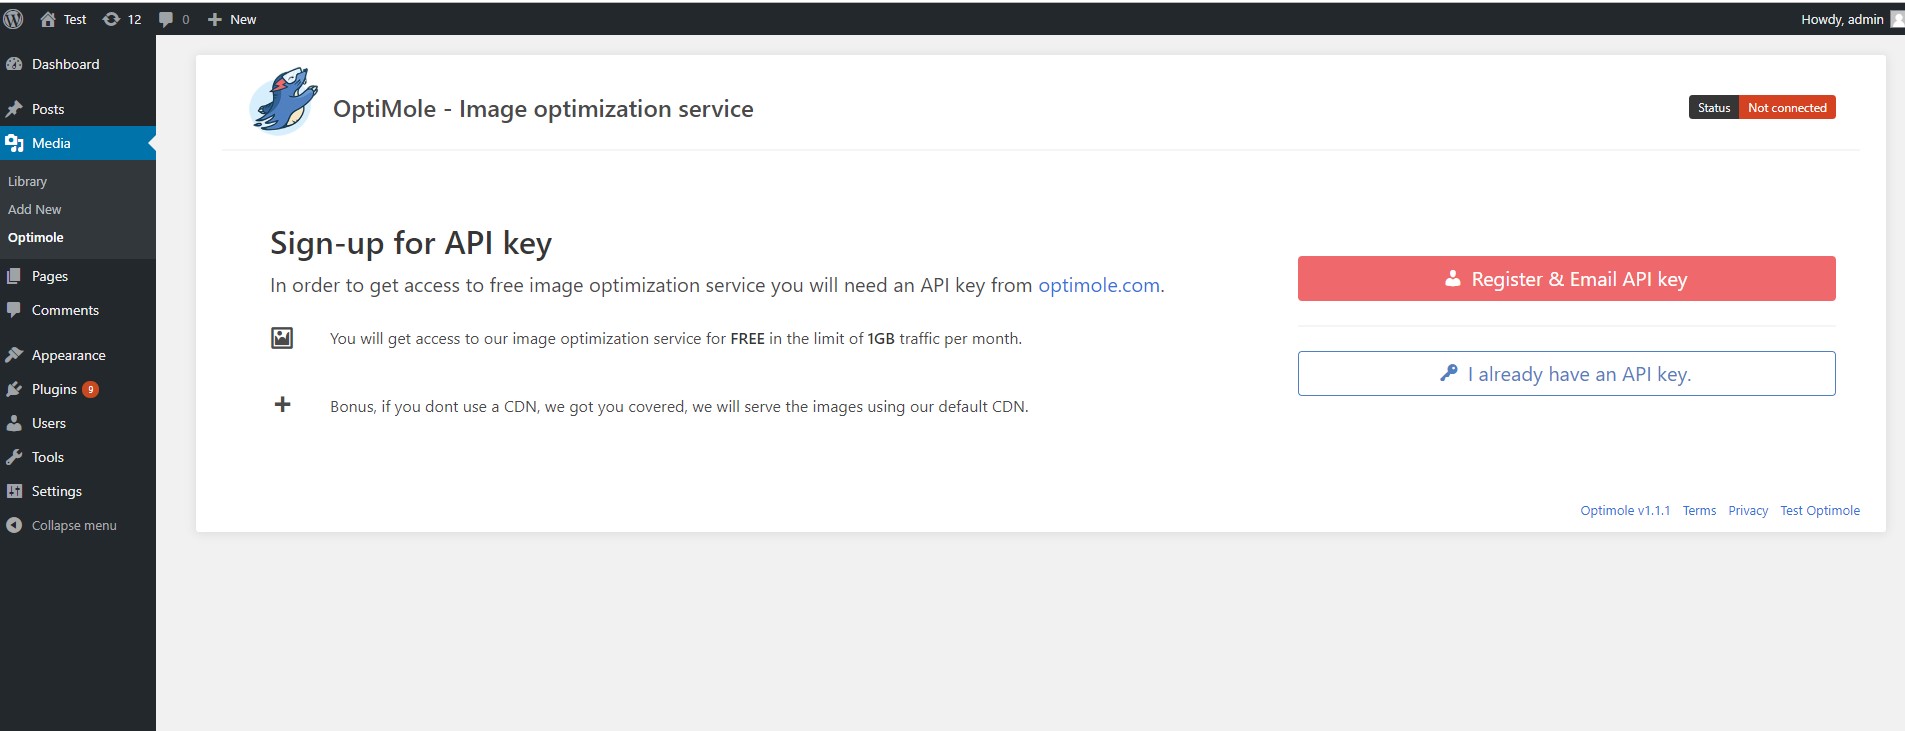 Test 12 0 New Howdy, admin
Dashboard
Posts
Media
Library
Add New
Optimole
Pages
Comments
Appearance
Plugins 9
Users
Tools
Settings
Collapse menu
OptiMole - Image optimization service
Status Not connected
Sign-up for API key
In order to get access to free image optimization service you will need an API key from optimole.com.
You will get access to our image optimization service for FREE in the limit of 1GB traffic per month.
Bonus, if you dont use a CDN, we got you covered, we will serve the images using our default CDN.
Register & Email API key
I already have an API key.
Optimole v1.1.1 Terms Privacy Test Optimole